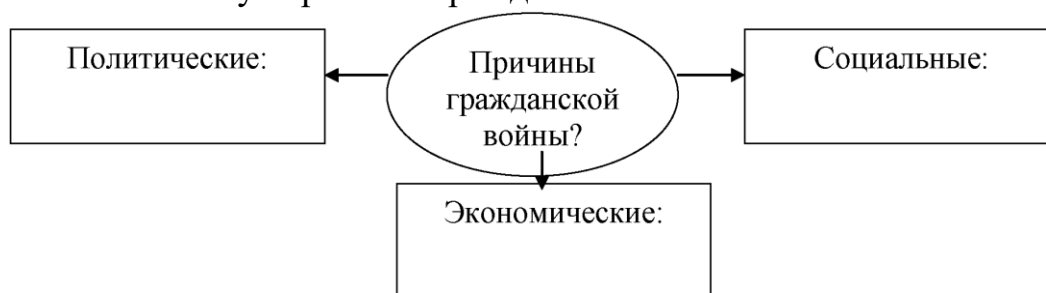 Политические:
Причины
гражданской
войны?
Социальные:
Экономические: